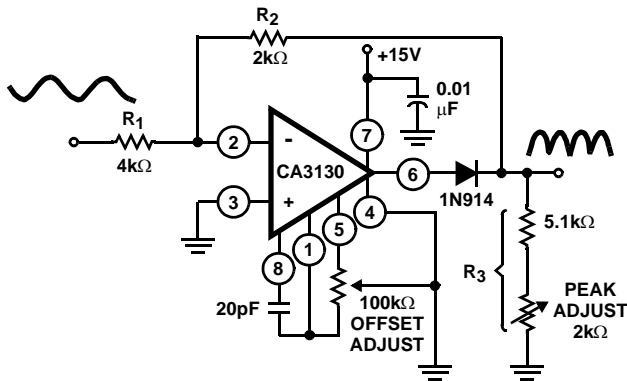 R2
2kΩ
+15V
0.01
µF
R1
4kΩ
2
-
7
CA3130
6
1N914
3
+
4
5
1
8
5.1kΩ
R3
20pF
100kΩ
OFFSET
ADJUST
PEAK
ADJUST
2kΩ